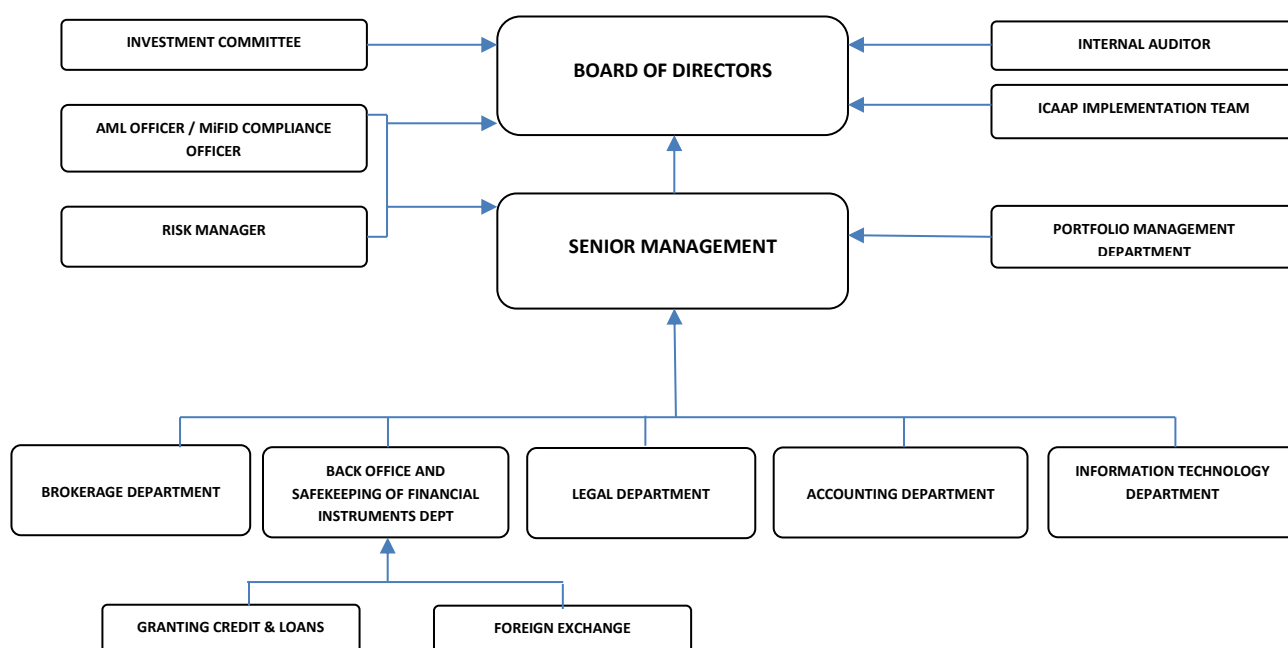 INVESTMENT COMMITTEE
BOARD OF DIRECTORS
INTERNAL AUDITOR
AML OFFICER / MiFID COMPLIANCE
OFFICER
ICAAP IMPLEMENTATION TEAM
RISK MANAGER
SENIOR MANAGEMENT
PORTFOLIO MANAGEMENT
DEPARTMENT
BROKERAGE DEPARTMENT
BACK OFFICE AND
SAFEKEEPING OF FINANCIAL
INSTRUMENTS DEPT
LEGAL DEPARTMENT
ACCOUNTING DEPARTMENT
INFORMATION TECHNOLOGY
DEPARTMENT
GRANTING CREDIT & LOANS
FOREIGN EXCHANGE